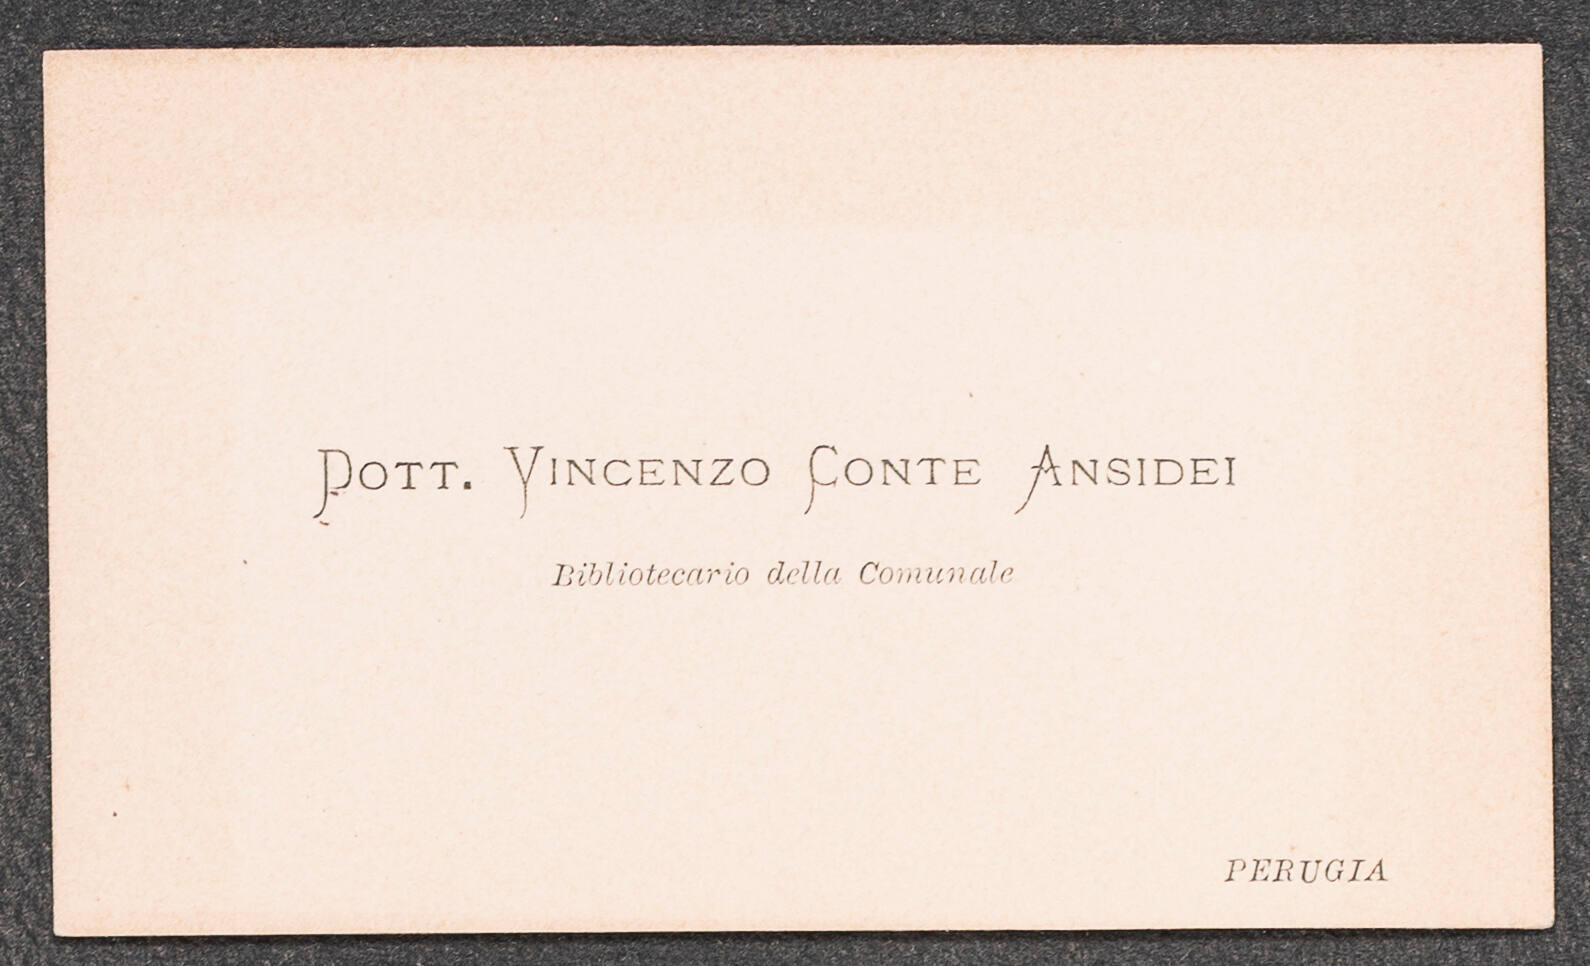 DOTT. VINCENZO CONTE ANSIDEI
Bibliotecario della Comunale
PERUGIA